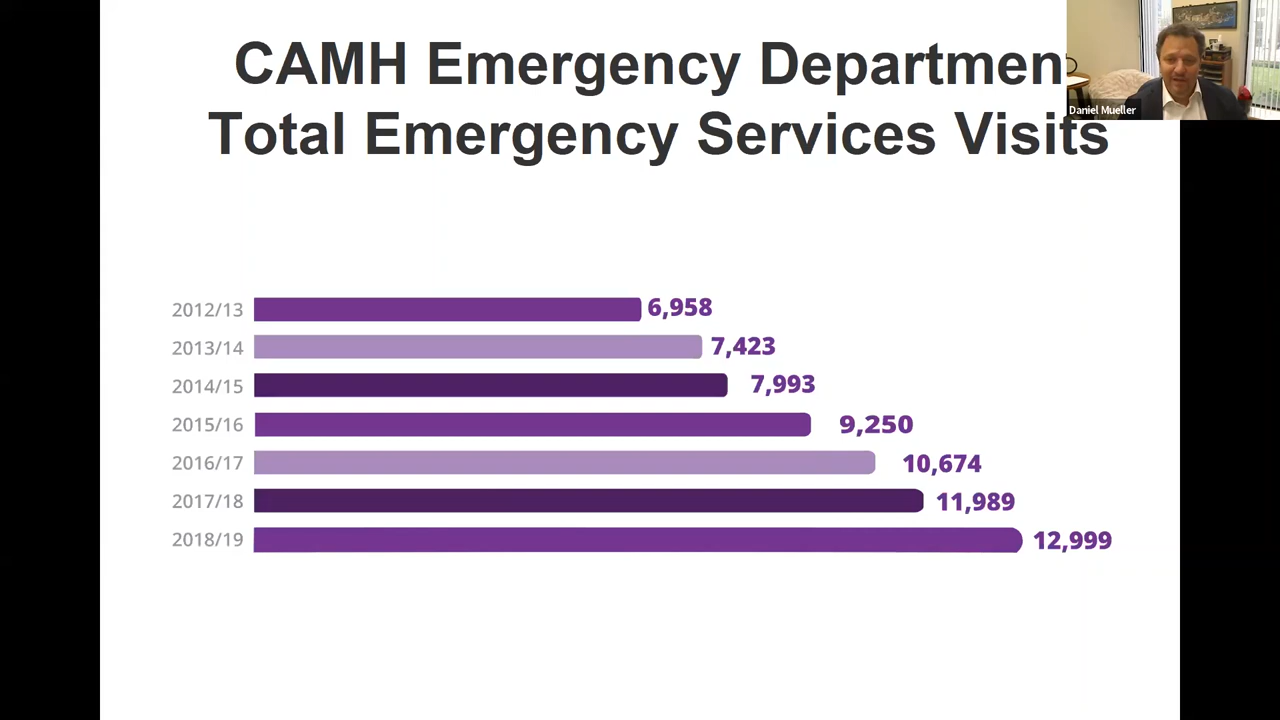 CAMH Emergency Departmen
Total Emergency Services Visits
Daniel Mueller
2012/13 6,958
2013/14 7,423
2014/15 7,993
2015/16 9,250
2016/17 10,674
2017/18 11,989
2018/19 12,999